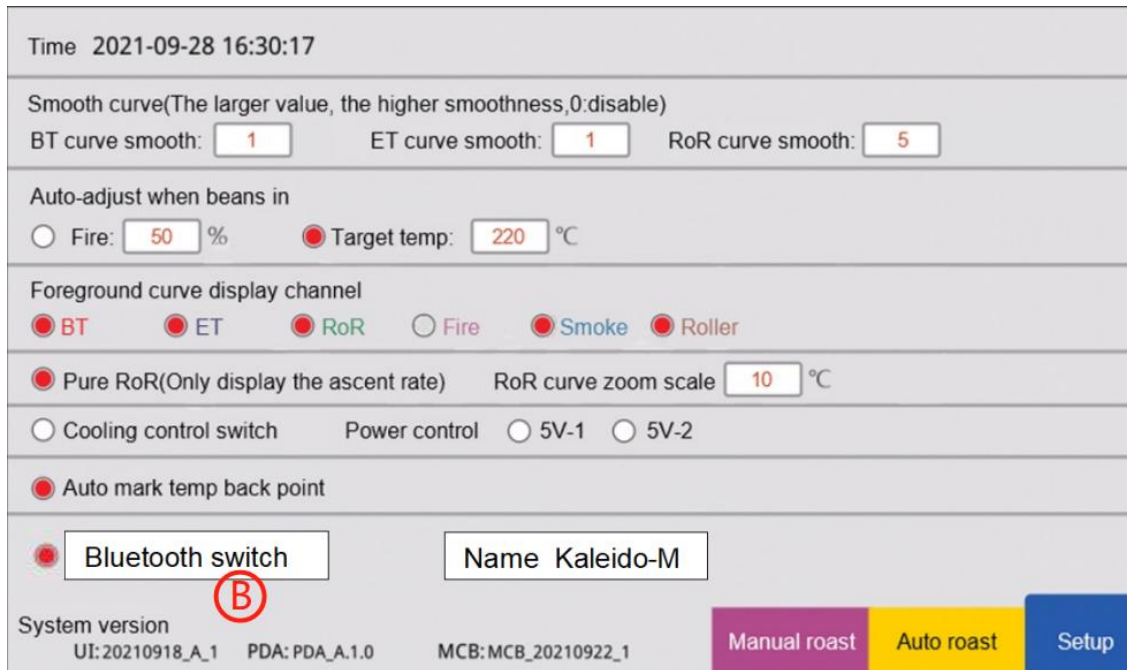 Time 2021-09-28 16:30:17
Smooth curve(The larger value, the higher smoothness,0:disable)
BT curve smooth: 1 ET curve smooth: 1 RoR curve smooth: 5
Auto-adjust when beans in
Fire: 50 % Target temp: 220 ℃
Foreground curve display channel
BT ET RoR Fire Smoke Roller
Pure RoR(Only display the ascent rate) RoR curve zoom scale 10 ℃
Cooling control switch Power control 5V-1 5V-2
Auto mark temp back point
Bluetooth switch Name Kaleido-M
B
System version
UI:20210918_A_1 PDA:PDA_A.1.0 MCB:MCB_20210922_1
Manual roast Auto roast Setup